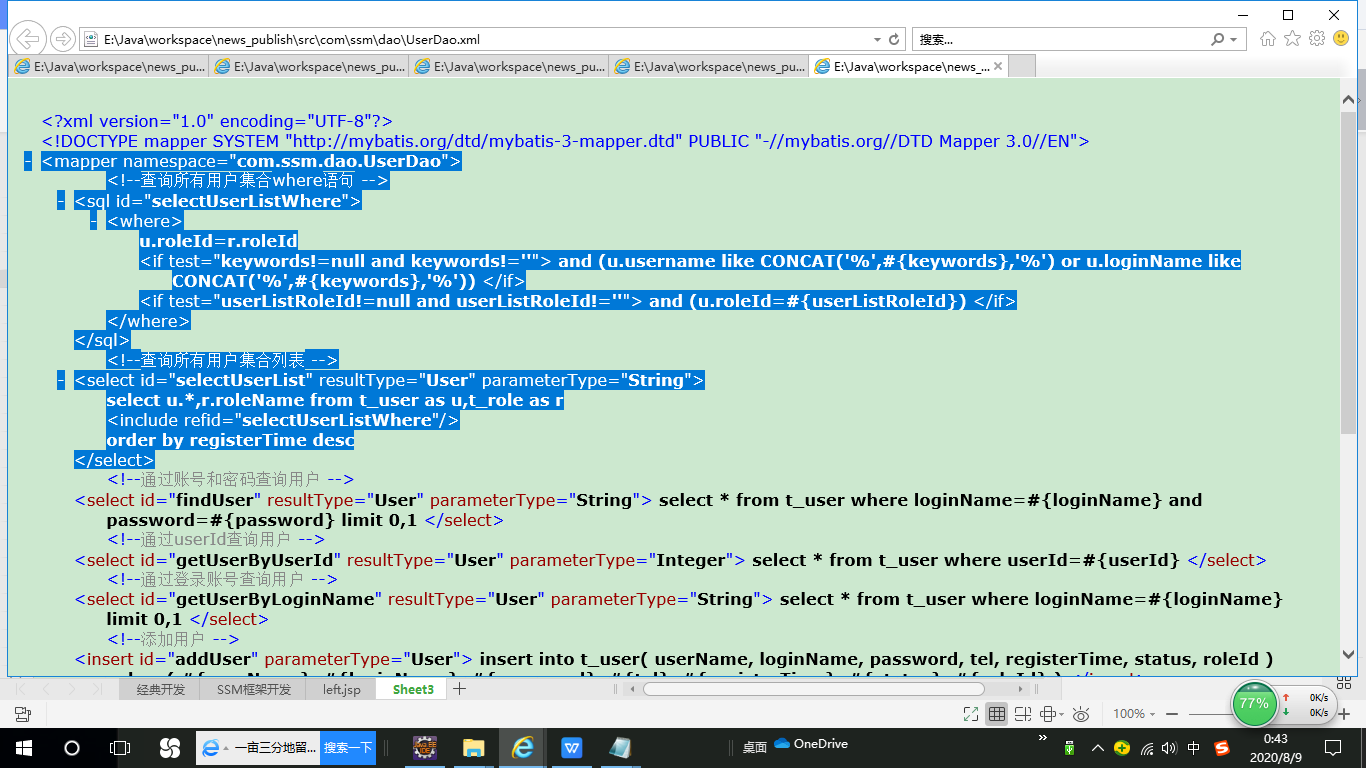 E:\Java\workspace\news_publish\src\com\ssm\dao\UserDao.xml
搜索...
E:\Java\workspace\news_pu...
E:\Java\workspace\news_pu...
E:\Java\workspace\news_pu...
E:\Java\workspace\news_pu...
E:\Java\workspace\news_...
<?xml version="1.0" encoding="UTF-8"?>
<!DOCTYPE mapper SYSTEM "http://mybatis.org/dtd/mybatis-3-mapper.dtd" PUBLIC "-//mybatis.org//DTD Mapper 3.0//EN">
- <mapper namespace="com.ssm.dao.UserDao">
<!--查询所有用户集合where语句 -->
- <sql id="selectUserListWhere">
- <where>
u.roleId=r.roleId
<if test="keywords!=null and keywords!=''"> and (u.username like CONCAT('%',#{keywords},'%') or u.loginName like
CONCAT('%',#{keywords},'%')) </if>
<if test="userListRoleId!=null and userListRoleId!=''"> and (u.roleId=#{userListRoleId}) </if>
</where>
</sql>
<!--查询所有用户集合列表 -->
- <select id="selectUserList" resultType="User" parameterType="String">
select u.*,r.roleName from t_user as u,t_role as r
<include refid="selectUserListWhere"/>
order by registerTime desc
</select>
<!--通过账号和密码查询用户 -->
<select id="findUser" resultType="User" parameterType="String"> select * from t_user where loginName=#{loginName} and
password=#{password} limit 0,1 </select>
<!--通过userId查询用户 -->
<select id="getUserByUserId" resultType="User" parameterType="Integer"> select * from t_user where userId=#{userId} </select>
<!--通过登录账号查询用户 -->
<select id="getUserByLoginName" resultType="User" parameterType="String"> select * from t_user where loginName=#{loginName}
limit 0,1 </select>
<!--添加用户 -->
<insert id="addUser" parameterType="User"> insert into t_user( userName, loginName, password, tel, registerTime, status, roleId )
经典开发
SSM框架开发
left.jsp
Sheet3
100%
77%
0K/s
0K/s
一亩三分地留...
搜索一下
桌面
OneDrive
中
0:43
2020/8/9